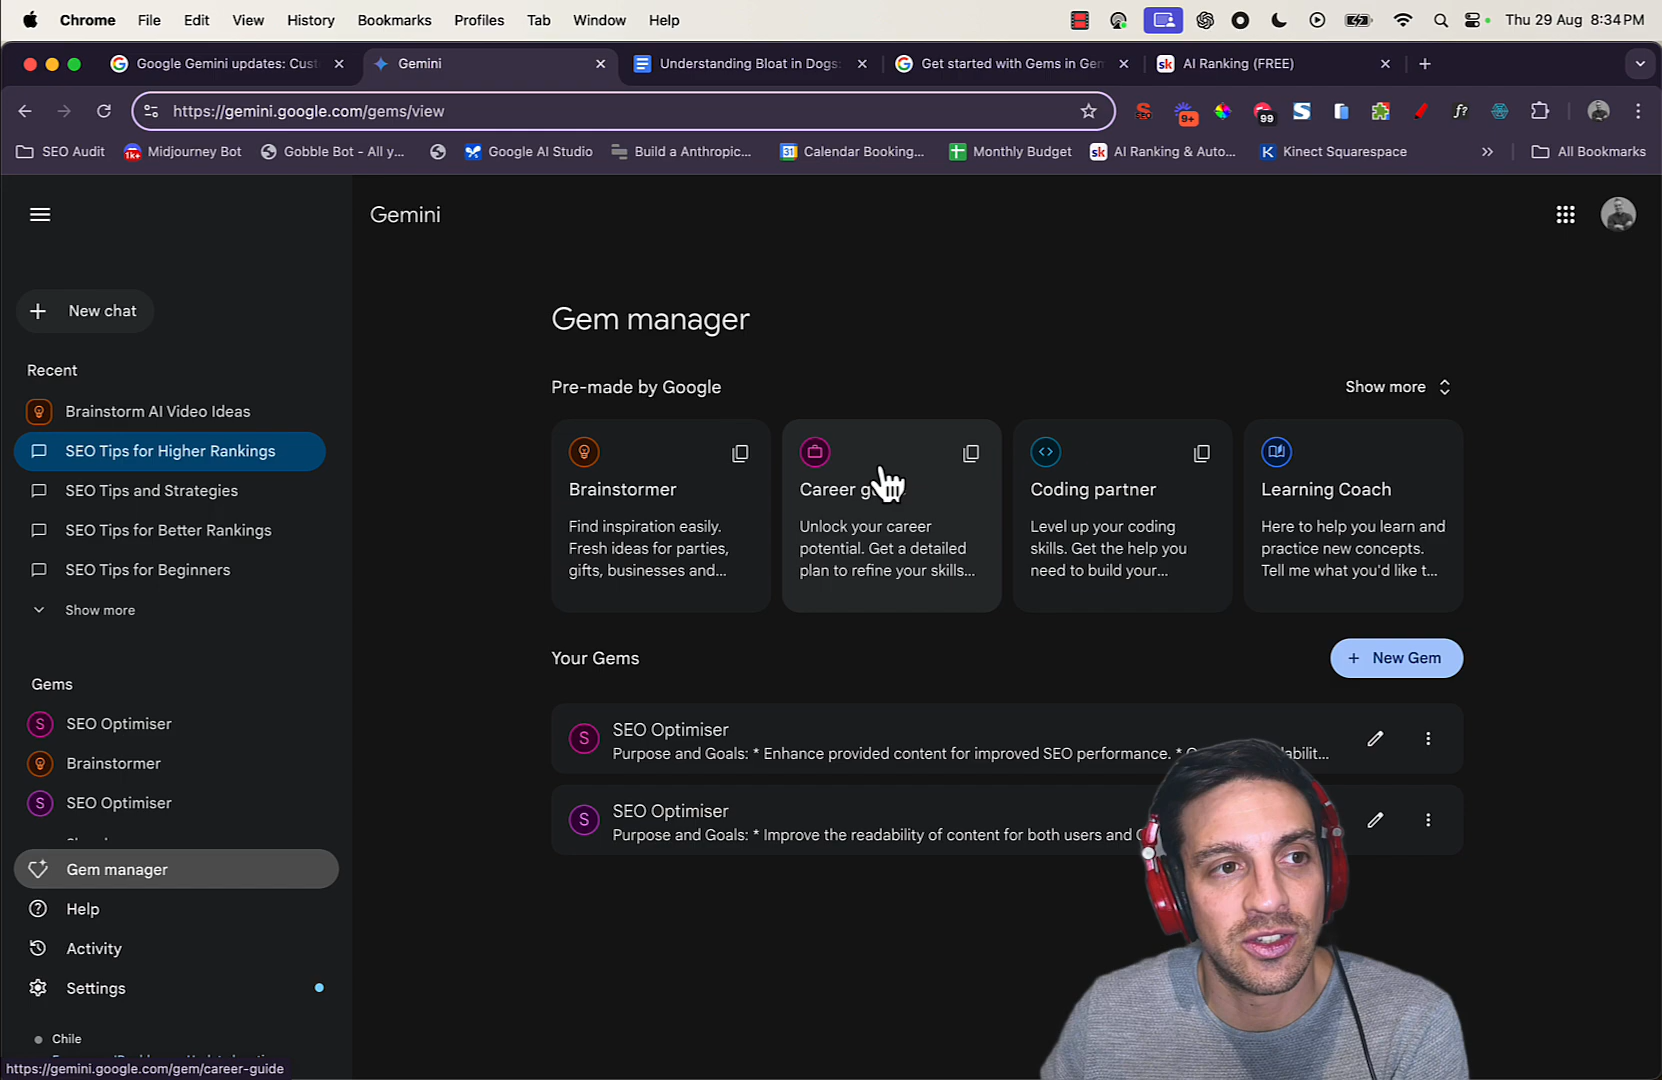 Chrome File Edit View History Bookmarks Profiles Tab Window Help Thu 29 Aug 8:34 PM
Google Gemini updates: Cust Gemini Understanding Bloat in Dogs: Get started with Gems in Gem AI Ranking (FREE)
https://gemini.google.com/gems/view 9+ 99 f?
SEO Audit 1K+ Midjourney Bot Gobble Bot - All y... Google AI Studio Build a Anthropic... 31 Calendar Booking... Monthly Budget sk AI Ranking & Auto... K Kinect Squarespace All Bookmarks
Gemini
New chat
Recent
Brainstorm AI Video Ideas
SEO Tips for Higher Rankings
SEO Tips and Strategies
SEO Tips for Better Rankings
SEO Tips for Beginners
Show more
Gems
S SEO Optimiser
Brainstormer
S SEO Optimiser
Gem manager
Help
Activity
Settings
Chile
https://gemini.google.com/gem/career-guide
Gem manager
Pre-made by Google Show more
Brainstormer
Find inspiration easily.
Fresh ideas for parties,
gifts, businesses and...
Career
Unlock your career
potential. Get a detailed
plan to refine your skills...
Coding partner
Level up your coding
skills. Get the help you
need to build your...
Learning Coach
Here to help you learn and
practice new concepts.
Tell me what you'd like t...
Your Gems + New Gem
S SEO Optimiser
Purpose and Goals: * Enhance provided content for improved SEO performance. *
S SEO Optimiser
Purpose and Goals: * Improve the readability of content for both users and